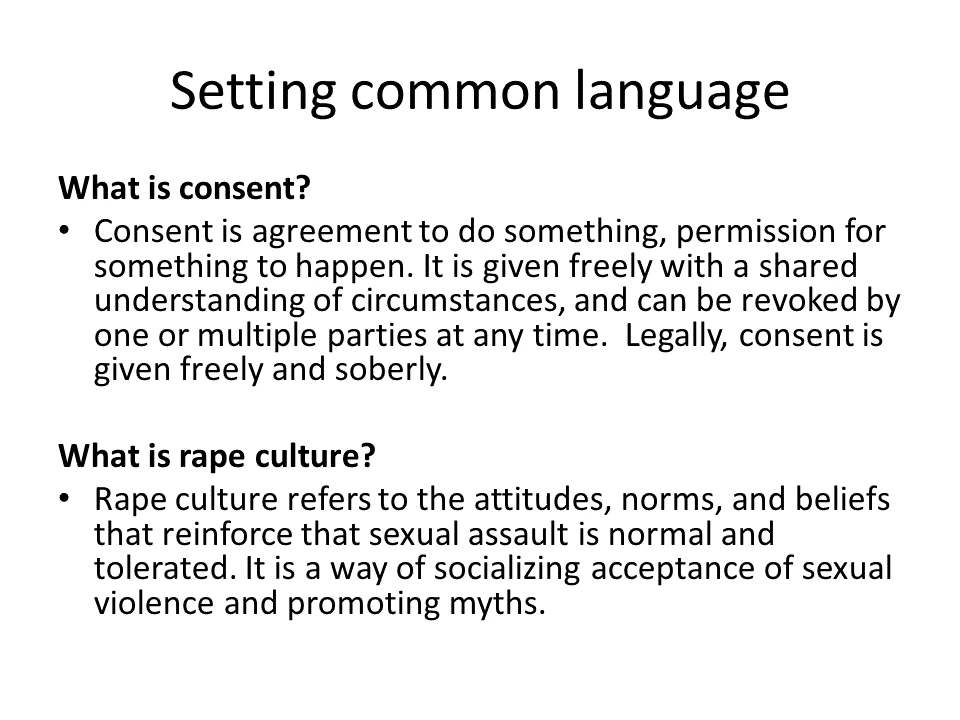 Setting common language
What is consent?
• Consent is agreement to do something, permission for
something to happen. It is given freely with a shared
understanding of circumstances, and can be revoked by
one or multiple parties at any time.  Legally, consent is
given freely and soberly.
What is rape culture?
• Rape culture refers to the attitudes, norms, and beliefs
that reinforce that sexual assault is normal and
tolerated. It is a way of socializing acceptance of sexual
violence and promoting myths.